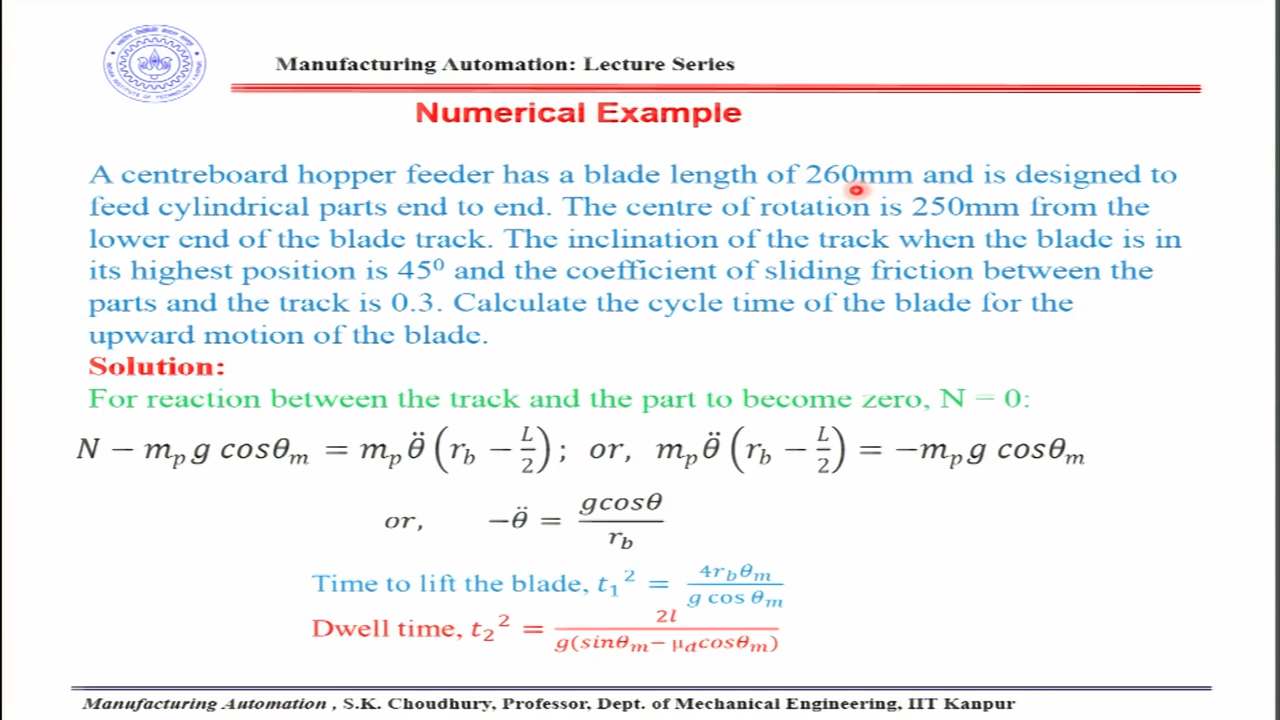 Manufacturing Automation: Lecture Series
Numerical Example
A centreboard hopper feeder has a blade length of 260mm and is designed to
feed cylindrical parts end to end. The centre of rotation is 250mm from the
lower end of the blade track. The inclination of the track when the blade is in
its highest position is 45⁰ and the coefficient of sliding friction between the
parts and the track is 0.3. Calculate the cycle time of the blade for the
upward motion of the blade.
Solution:
For reaction between the track and the part to become zero, N = 0:
N − m_p g cosθ_m = m_p θ̈ (r_b − L/2); or, m_p θ̈ (r_b − L/2) = −m_p g cosθ_m
or, −θ̈ = gcosθ/r_b
Time to lift the blade, t₁² = 4r_bθ_m/(g cos θ_m)
Dwell time, t₂² = 2l/(g(sinθ_m− μ_dcosθ_m))
Manufacturing Automation , S.K. Choudhury, Professor, Dept. of Mechanical Engineering, IIT Kanpur